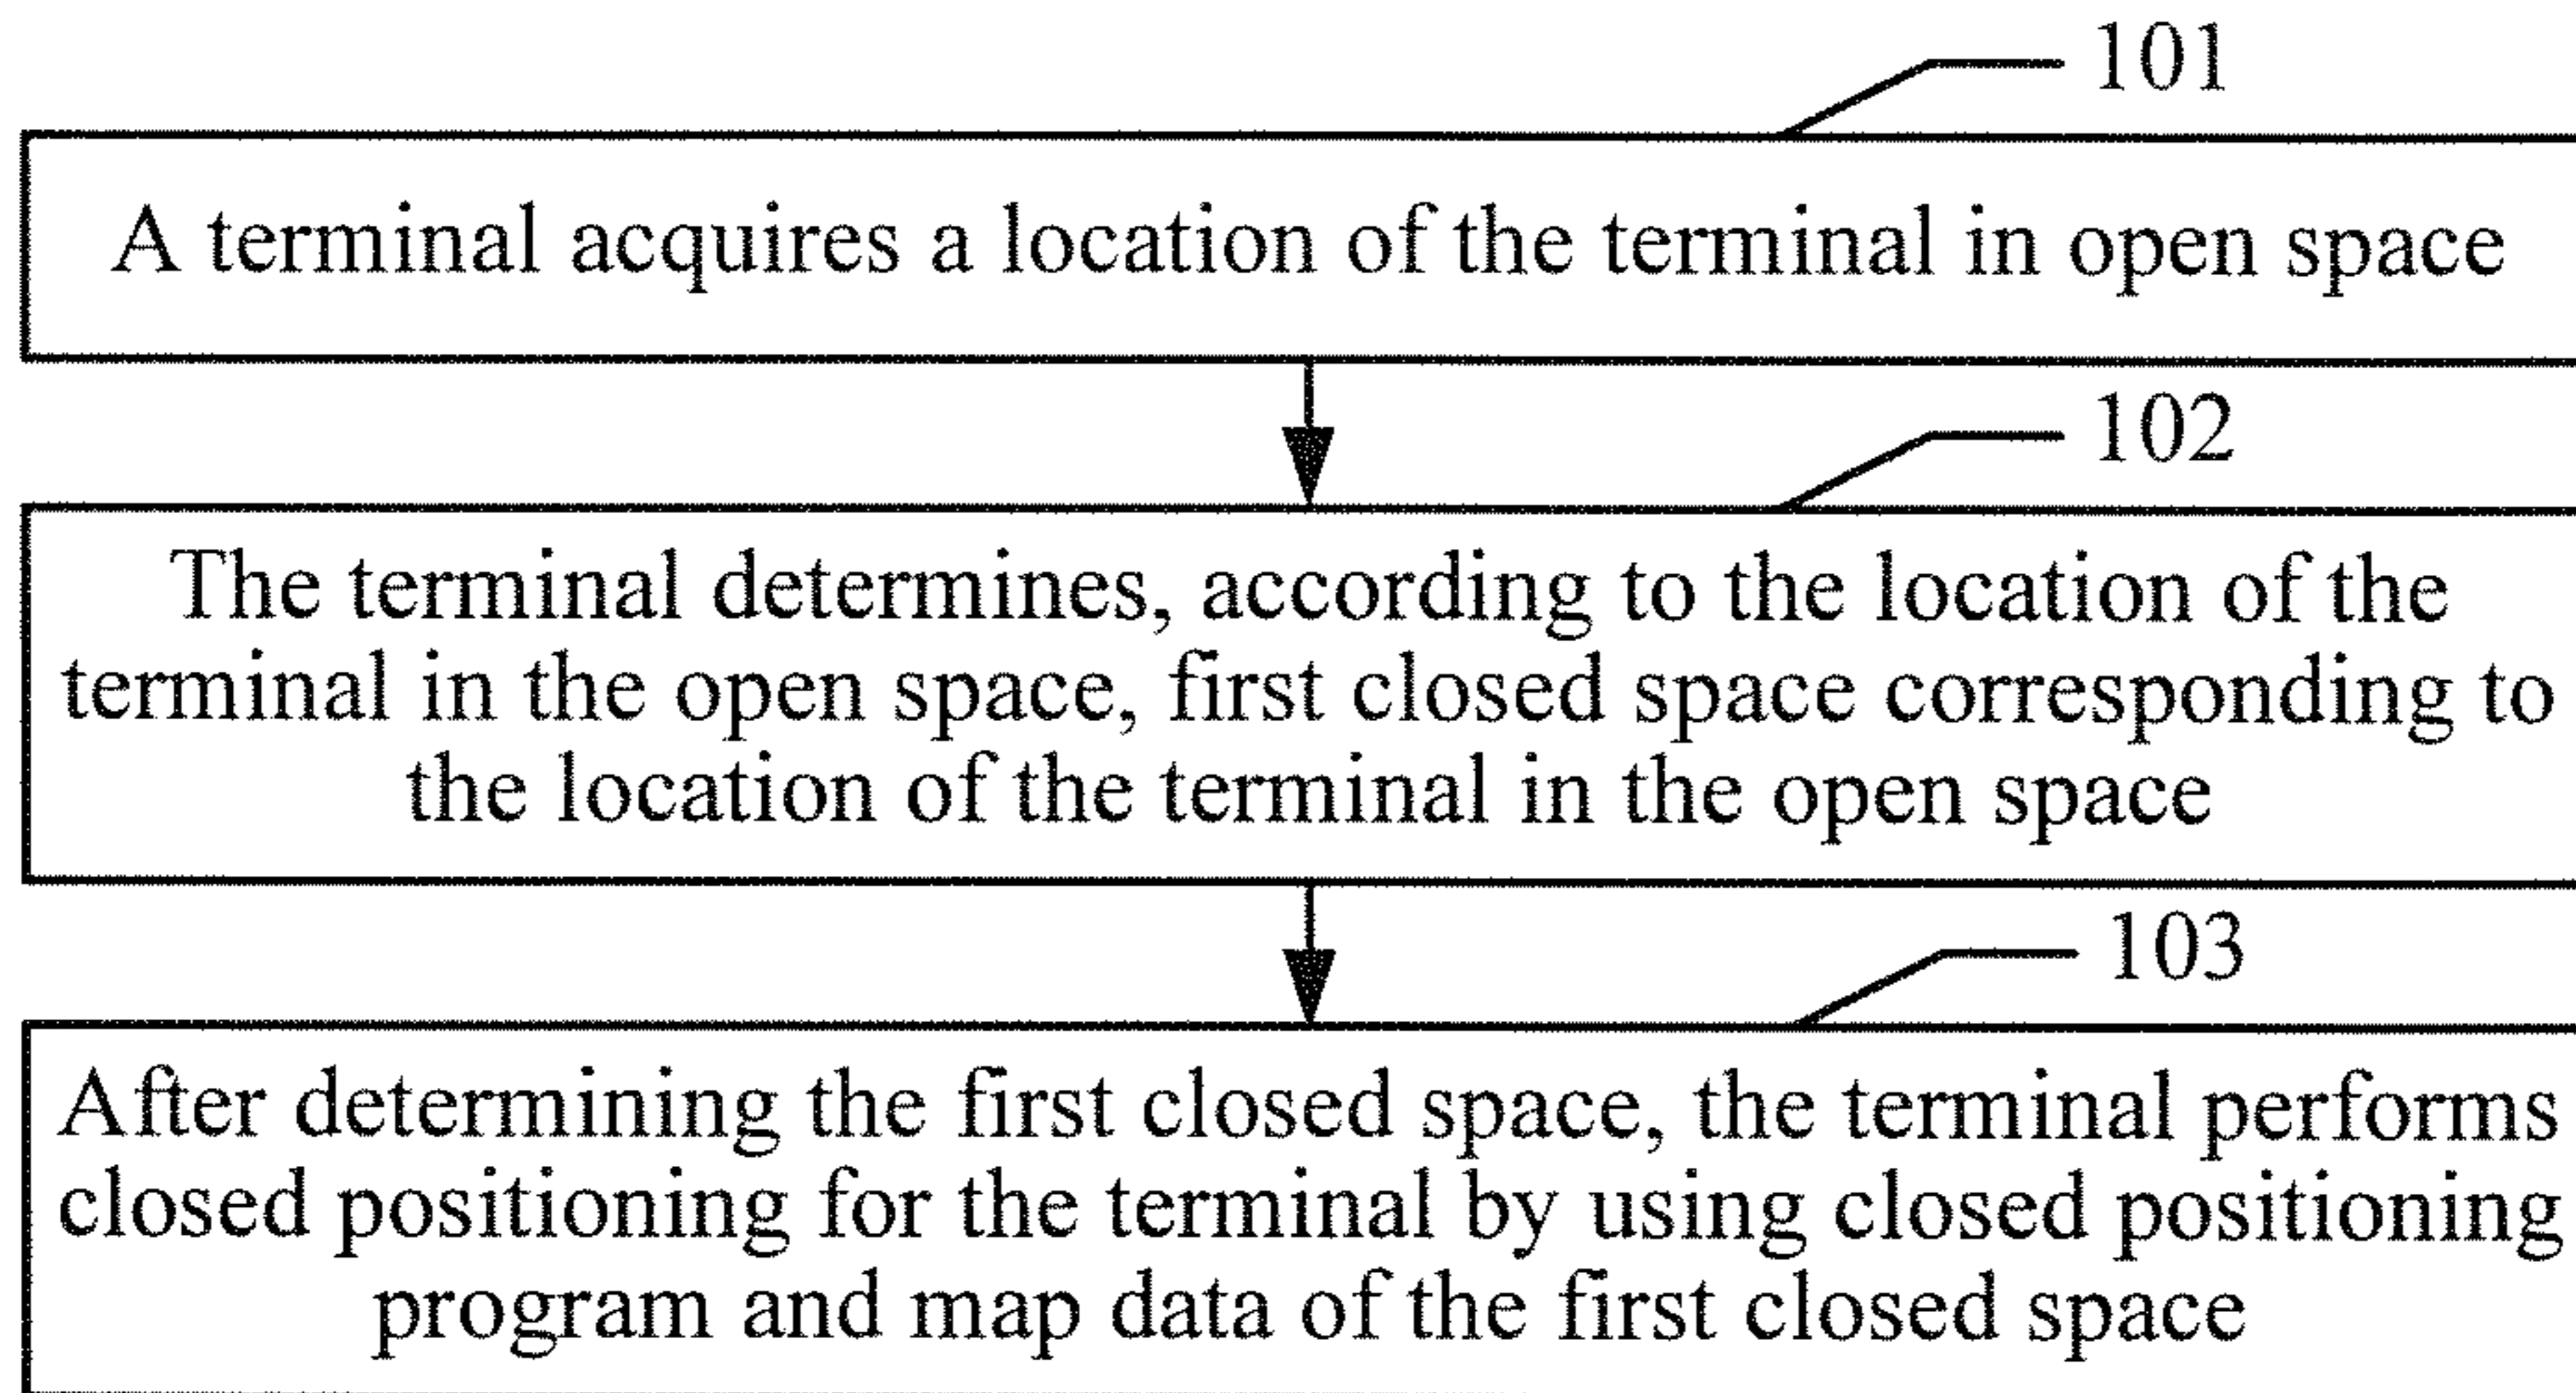 101
A terminal acquires a location of the terminal in open space
102
The terminal determines, according to the location of the
terminal in the open space, first closed space corresponding to
the location of the terminal in the open space
103
After determining the first closed space, the terminal performs
closed positioning for the terminal by using closed positioning
program and map data of the first closed space